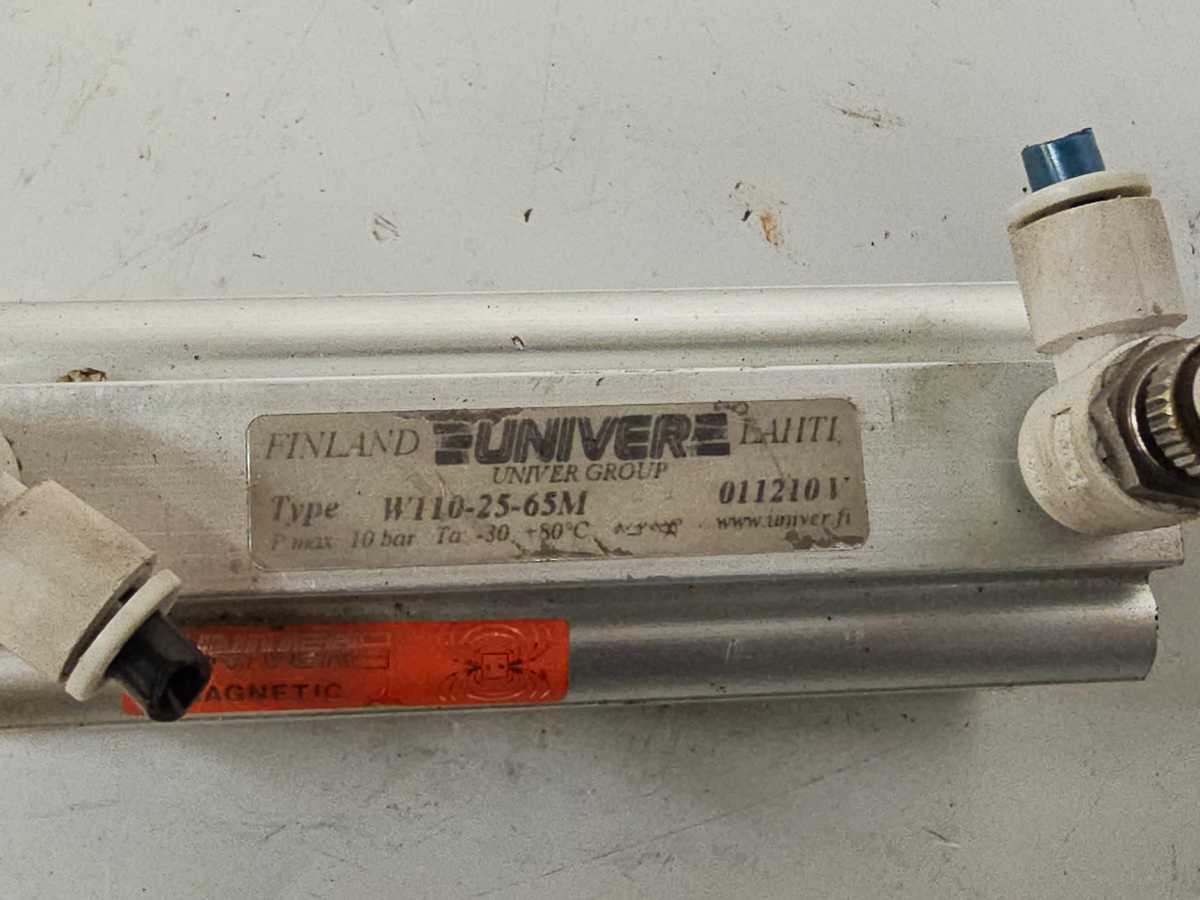 FINLAND UNIVER LAHTI
UNIVER GROUP
Type W110-25-65M 011210 V
P max 10 bar Ta -30 +80°C www.univer.fi
UNIVER
MAGNETIC